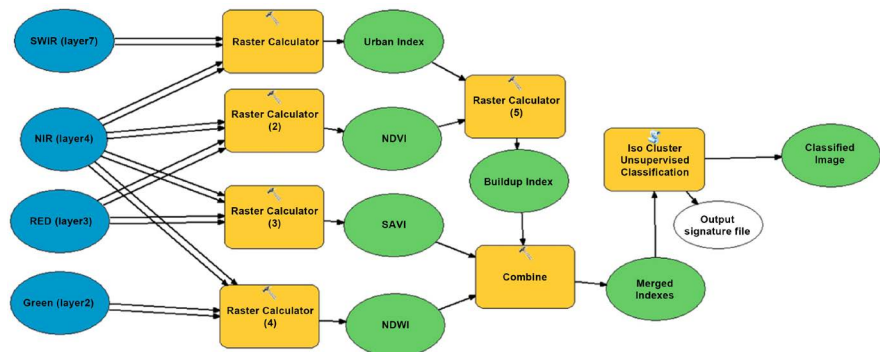 SWIR (layer7)
Raster Calculator
Urban Index
NIR (layer4)
Raster Calculator
(2)
NDVI
Raster Calculator
(5)
Iso Cluster
Unsupervised
Classification
Classified
Image
Buildup Index
RED (layer3)
Raster Calculator
(3)
SAVI
Output
signature file
Green (layer2)
Raster Calculator
(4)
NDWI
Combine
Merged
Indexes